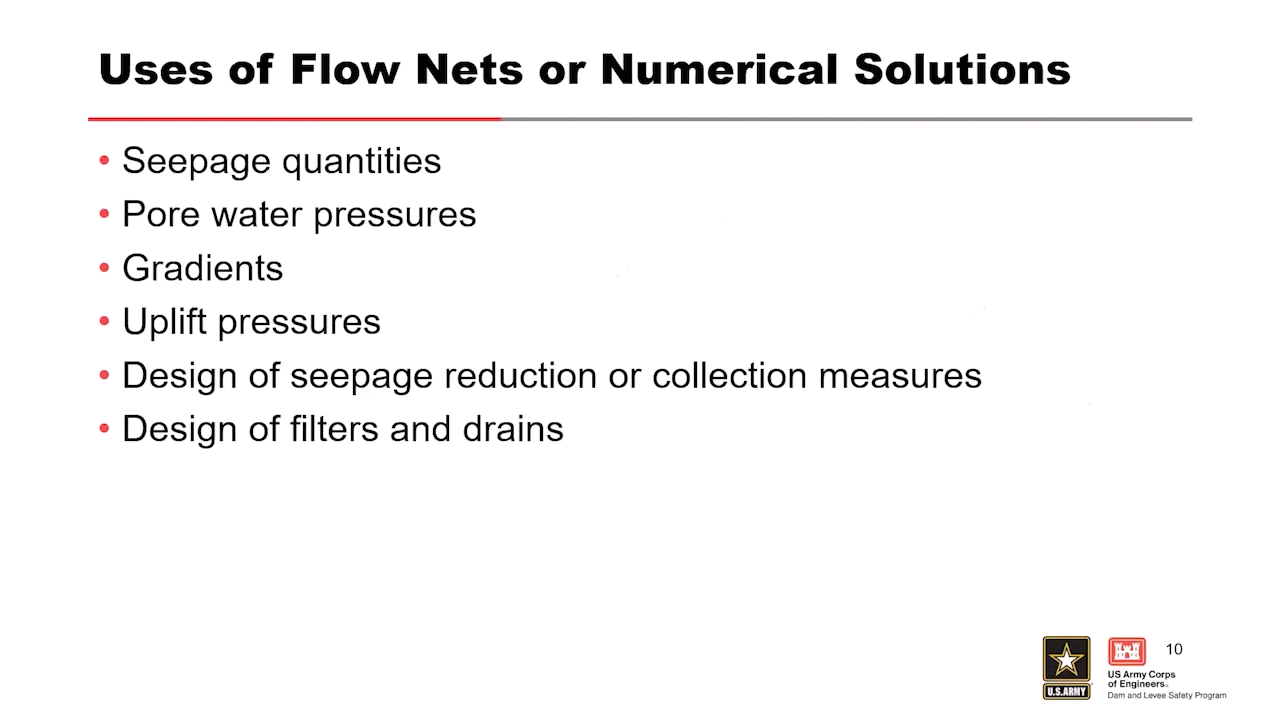 Uses of Flow Nets or Numerical Solutions
• Seepage quantities
• Pore water pressures
• Gradients
• Uplift pressures
• Design of seepage reduction or collection measures
• Design of filters and drains
10
U.S.ARMY
US Army Corps
of Engineers®
Dam and Levee Safety Program